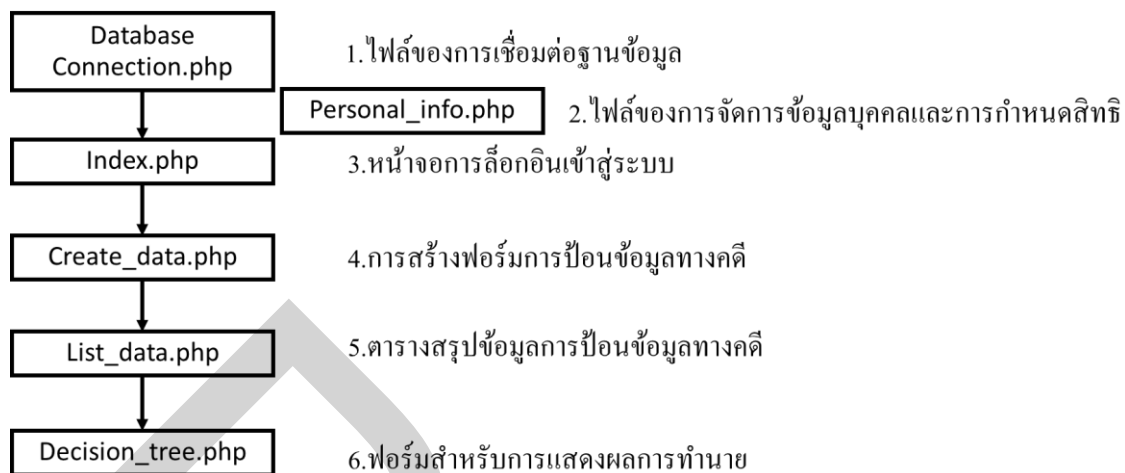 Database
Connection.php
1.ไฟล์ของการเชื่อมต่อฐานข้อมูล
Personal_info.php
2.ไฟล์ของการจัดการข้อมูลบุคคลและการกำหนดสิทธิ
Index.php
3.หน้าจอการล็อกอินเข้าสู่ระบบ
Create_data.php
4.การสร้างฟอร์มการป้อนข้อมูลทางคดี
List_data.php
5.ตารางสรุปข้อมูลการป้อนข้อมูลทางคดี
Decision_tree.php
6.ฟอร์มสำหรับการแสดงผลการทำนาย